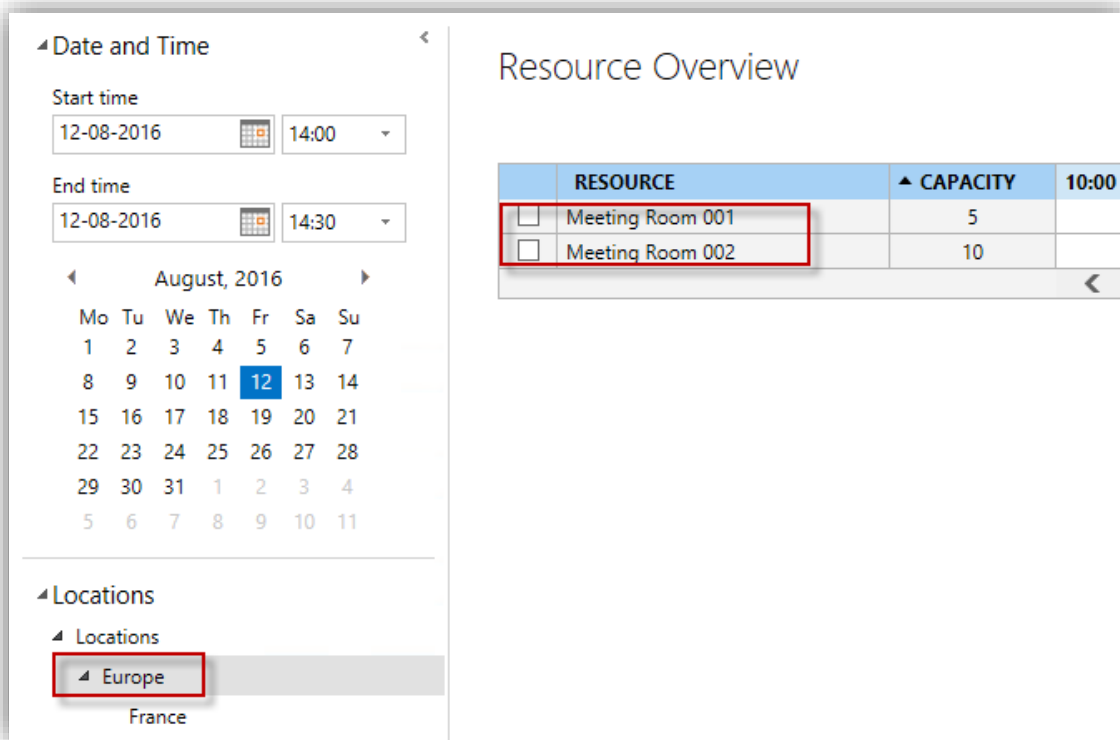 Date and Time
Start time
12-08-2016 14:00
End time
12-08-2016 14:30
August, 2016
Mo Tu We Th Fr Sa Su
1 2 3 4 5 6 7
8 9 10 11 12 13 14
15 16 17 18 19 20 21
22 23 24 25 26 27 28
29 30 31 1 2 3 4
5 6 7 8 9 10 11
Locations
Locations
Europe
France
Resource Overview
RESOURCE CAPACITY 10:00
Meeting Room 001 5
Meeting Room 002 10